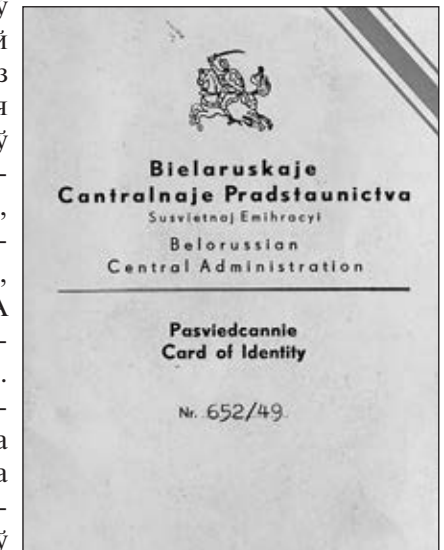 Bielaruskaje
Cantralnaje Pradstaunictva
Susvietnaj Emihracyi
Belorussian
Central Administration
Pasviedcannie
Card of Identity
Nr. 652/49